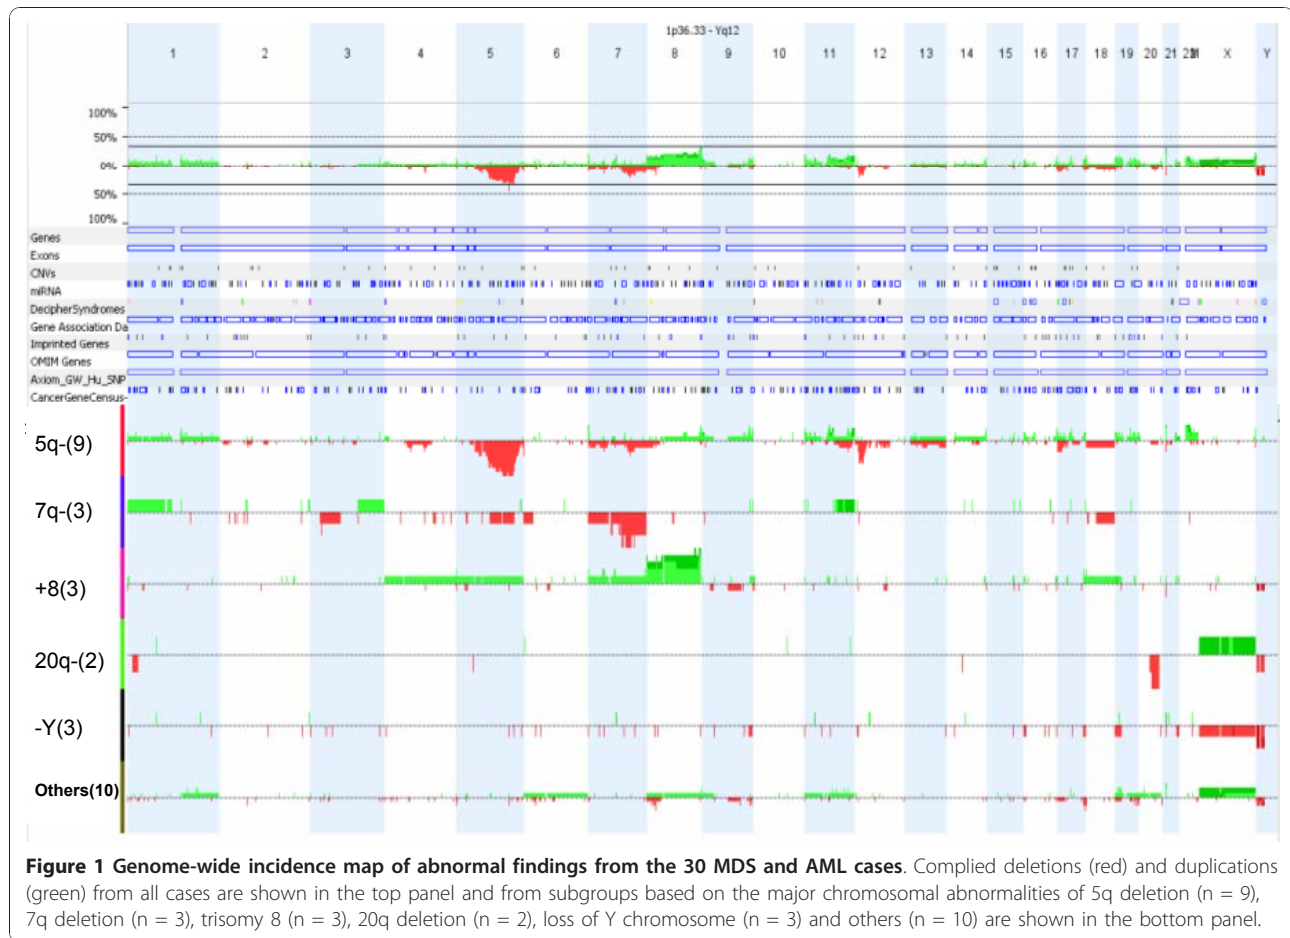 1p36.33 - Yq12
1 2 3 4 5 6 7 8 9 10 11 12 13 14 15 16 17 18 19 20 21 X Y
100%
50%
0%
50%
100%
Genes
Exons
CNVs
miRNA
DecipherSyndromes
Gene Association Da
Imprinted Genes
OMIM Genes
Axiom_GW_Hu_SNP
CancerGeneCensus-
5q-(9)
7q-(3)
+8(3)
20q-(2)
-Y(3)
Others(10)
Figure 1 Genome-wide incidence map of abnormal findings from the 30 MDS and AML cases. Complied deletions (red) and duplications
(green) from all cases are shown in the top panel and from subgroups based on the major chromosomal abnormalities of 5q deletion (n = 9),
7q deletion (n = 3), trisomy 8 (n = 3), 20q deletion (n = 2), loss of Y chromosome (n = 3) and others (n = 10) are shown in the bottom panel.